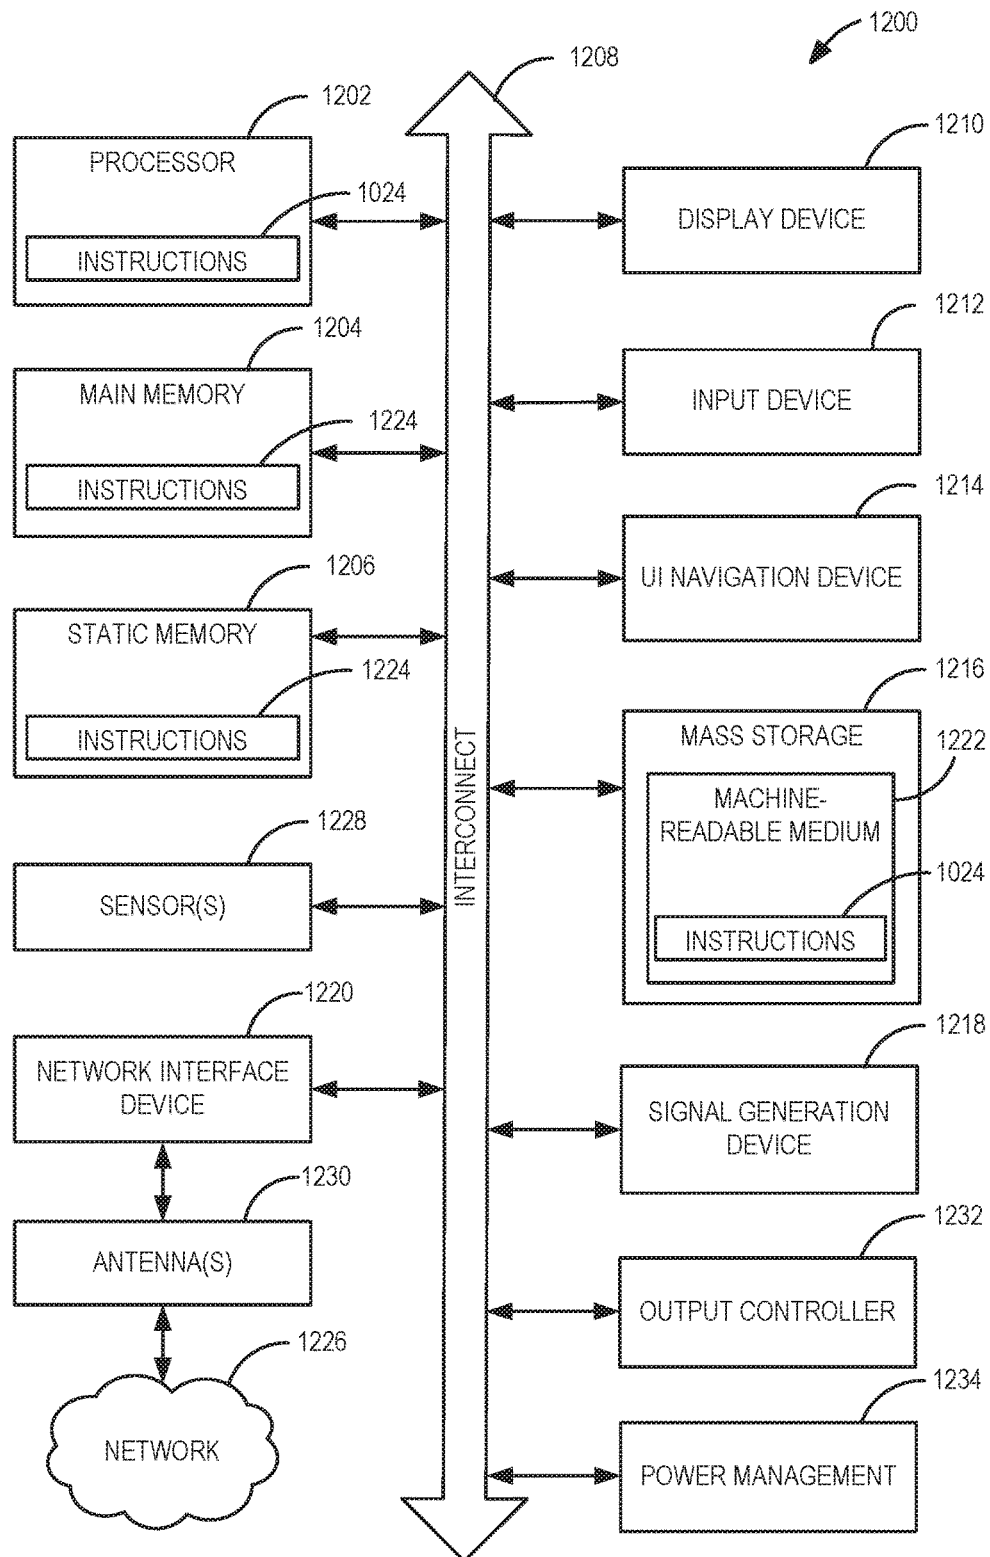 1200
1208
1202
PROCESSOR
1024
INSTRUCTIONS
1204
MAIN MEMORY
1224
INSTRUCTIONS
1206
STATIC MEMORY
1224
INSTRUCTIONS
1228
SENSOR(S)
1220
NETWORK INTERFACE
DEVICE
1230
ANTENNA(S)
1226
NETWORK
INTERCONNECT
1210
DISPLAY DEVICE
1212
INPUT DEVICE
1214
UI NAVIGATION DEVICE
1216
MASS STORAGE
1222
MACHINE-
READABLE MEDIUM
1024
INSTRUCTIONS
1218
SIGNAL GENERATION
DEVICE
1232
OUTPUT CONTROLLER
1234
POWER MANAGEMENT